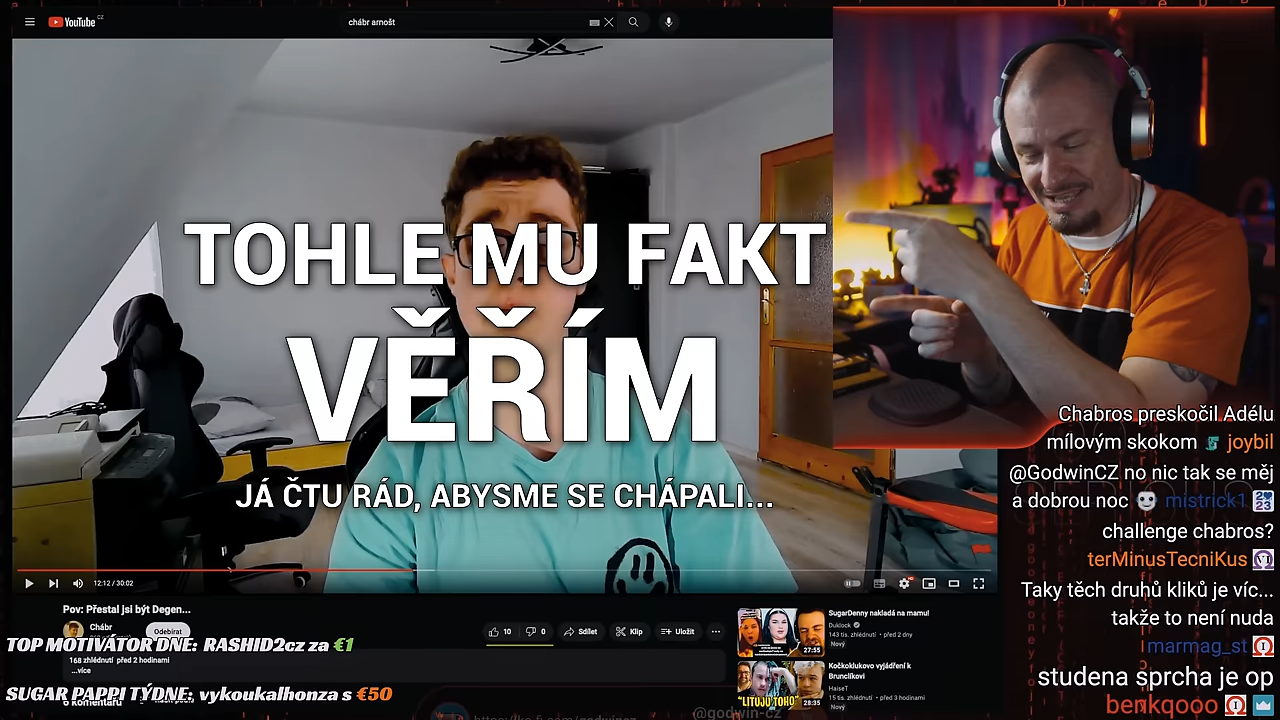 YouTube CZ
chábr arnošt
TOHLE MU FAKT
VĚŘÍM
JÁ ČTU RÁD, ABYSME SE CHÁPALI...
12:12 / 30:02
Pov: Přestal jsi být Degen...
Chábr
Odebírat
10
0
Sdílet
Klip
Uložit
TOP MOTIVÁTOR DNE: RASHID2cz za €1
168 zhlédnutí před 2 hodinami
...více
SUGAR PAPPI TÝDNE: vykoukalhonza s €50
6 komentářů
SugarDenny nakladá na mamu!
Duklock
143 tis. zhlédnutí • před 2 dny
Nový
27:55
Kočkoklukovo vyjádření k
Brunclíkovi
HaiseT
15 tis. zhlédnutí • před 3 hodinami
Nový
"LITUJU TOHO"
28:35
@godwin-cz
Chabros preskočil Adélu
mílovým skokom joybil
@GodwinCZ no nic tak se měj
a dobrou noc mistrick1
challenge chabros?
terMinusTecniKus
Taky těch druhů kliků je víc...
takže to není nuda
marmag_st
studena sprcha je op
benkqooo